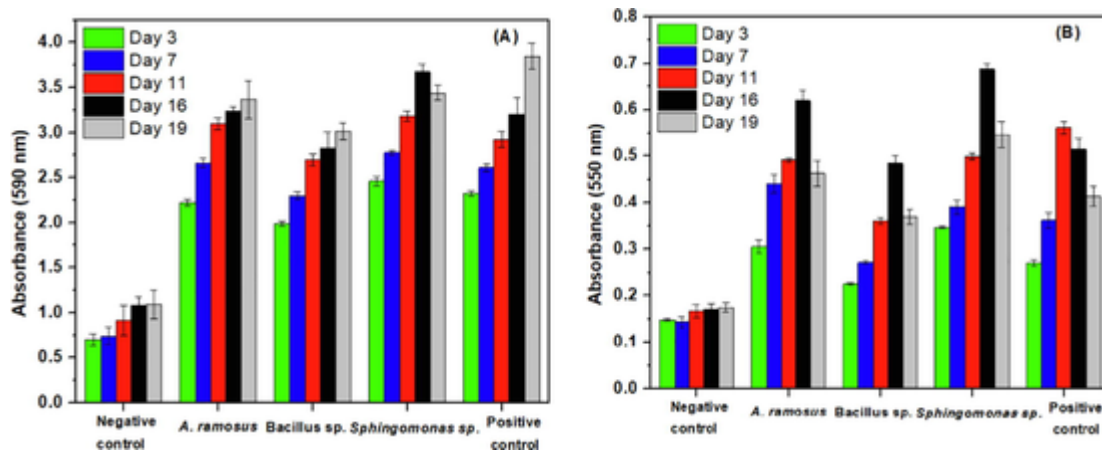 (A)
Absorbance (590 nm)
4.0
3.5
3.0
2.5
2.0
1.5
1.0
0.5
0.0
Day 3
Day 7
Day 11
Day 16
Day 19
Negative control
A. ramosus
Bacillus sp.
Sphingomonas sp.
Positive control
(B)
Absorbance (550 nm)
0.8
0.7
0.6
0.5
0.4
0.3
0.2
0.1
0.0
Day 3
Day 7
Day 11
Day 16
Day 19
Negative control
A. ramosus
Bacillus sp.
Sphingomonas sp.
Positive control